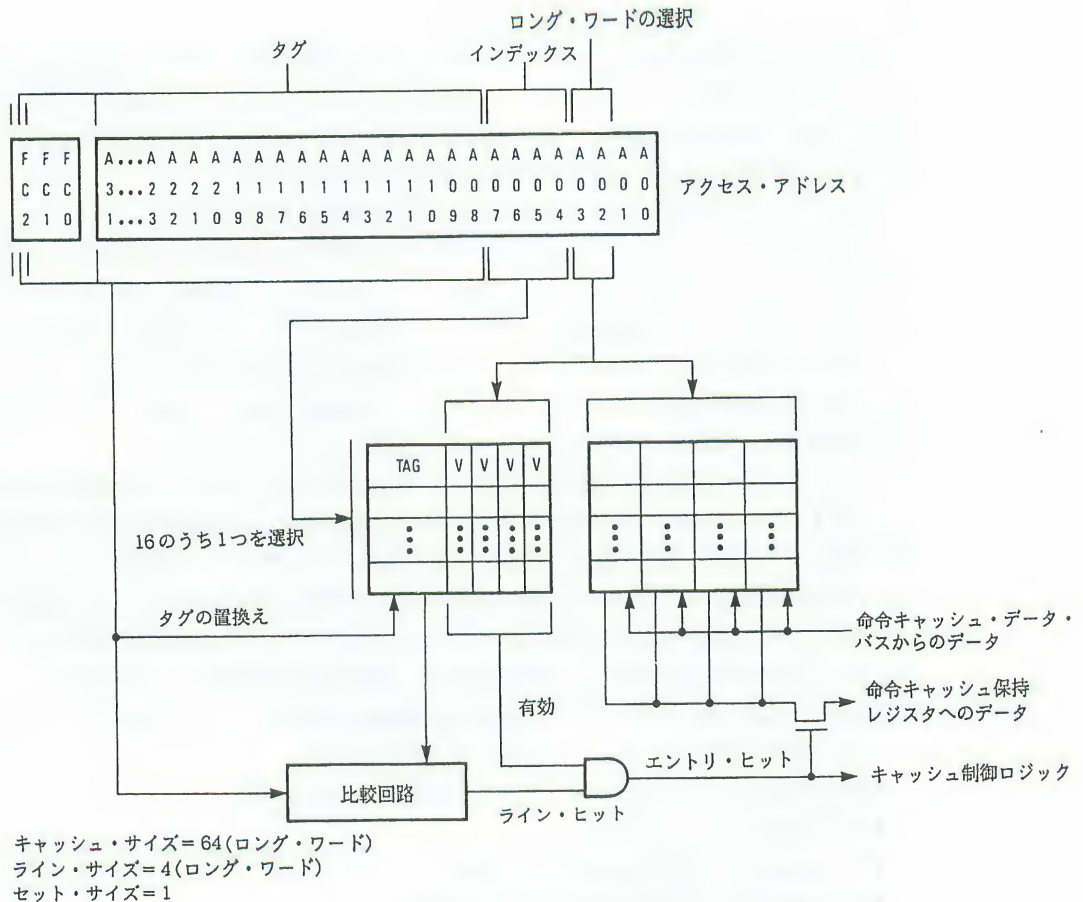 ロング・ワードの選択
タグ
インデックス
F F F A...A A A A A A A A A A A A A A A A A A A A A A A A
C C C 3...2 2 2 2 1 1 1 1 1 1 1 1 1 1 0 0 0 0 0 0 0 0 0 0
2 1 0 1...3 2 1 0 9 8 7 6 5 4 3 2 1 0 9 8 7 6 5 4 3 2 1 0
アクセス・アドレス
TAG V V V V
16のうち1つを選択
タグの置換え
命令キャッシュ・データ・
バスからのデータ
命令キャッシュ保持
レジスタへのデータ
有効
エントリ・ヒット
キャッシュ制御ロジック
比較回路
ライン・ヒット
キャッシュ・サイズ=64(ロング・ワード)
ライン・サイズ=4(ロング・ワード)
セット・サイズ=1